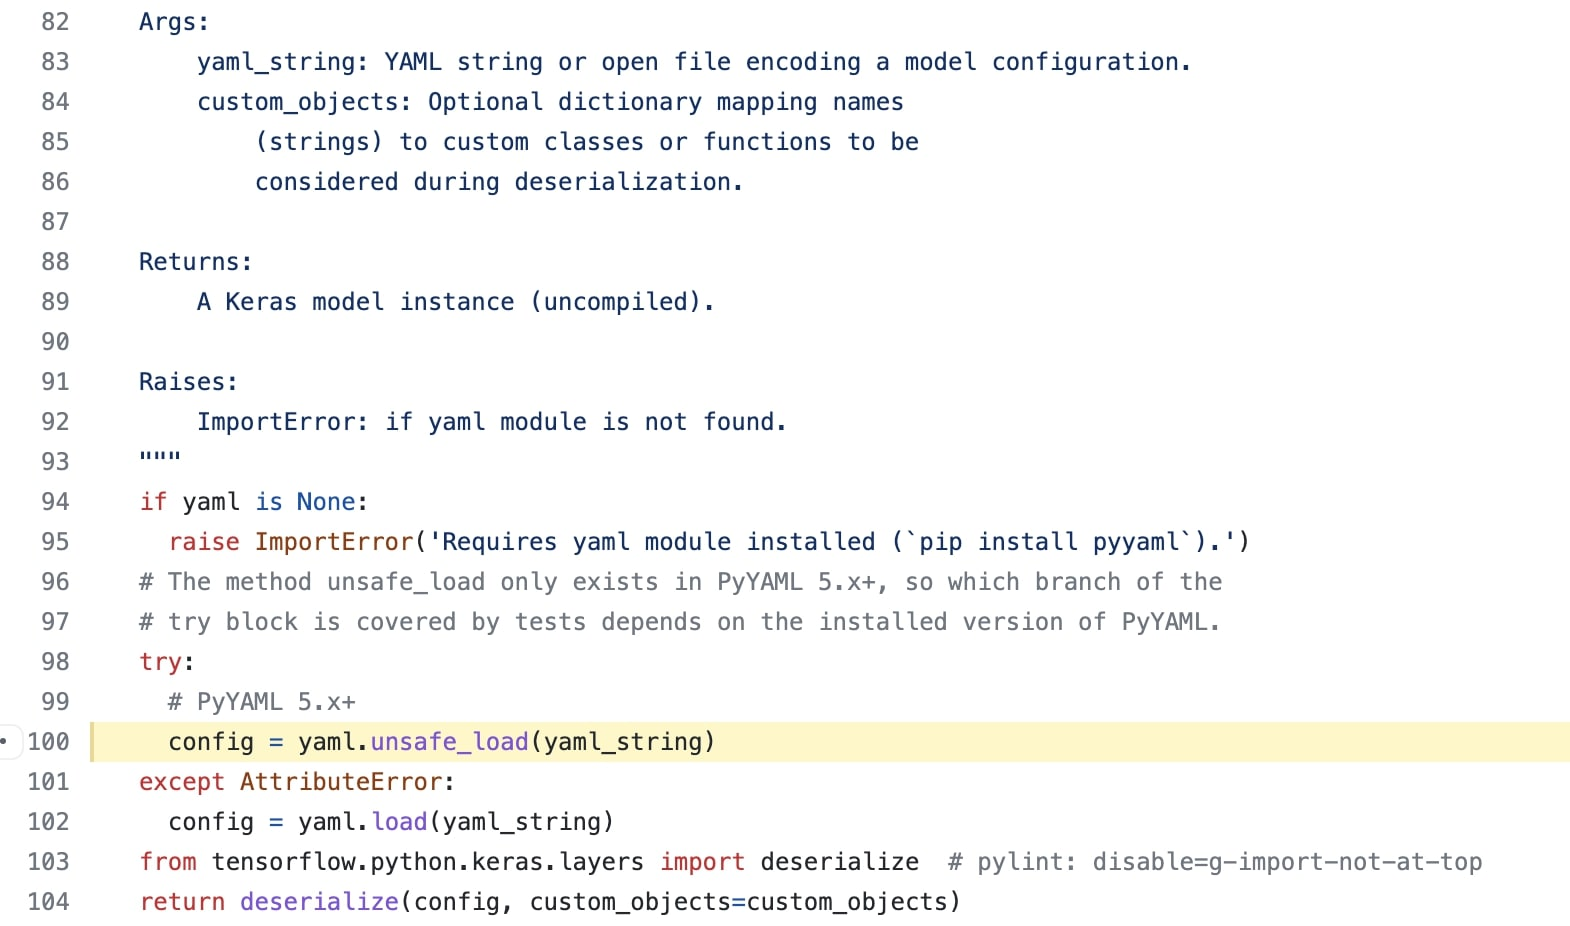 82 Args:
83 yaml_string: YAML string or open file encoding a model configuration.
84 custom_objects: Optional dictionary mapping names
85 (strings) to custom classes or functions to be
86 considered during deserialization.
87
88 Returns:
89 A Keras model instance (uncompiled).
90
91 Raises:
92 ImportError: if yaml module is not found.
93 """
94 if yaml is None:
95 raise ImportError('Requires yaml module installed (`pip install pyyaml`).')
96 # The method unsafe_load only exists in PyYAML 5.x+, so which branch of the
97 # try block is covered by tests depends on the installed version of PyYAML.
98 try:
99 # PyYAML 5.x+
100 config = yaml.unsafe_load(yaml_string)
101 except AttributeError:
102 config = yaml.load(yaml_string)
103 from tensorflow.python.keras.layers import deserialize  # pylint: disable=g-import-not-at-top
104 return deserialize(config, custom_objects=custom_objects)